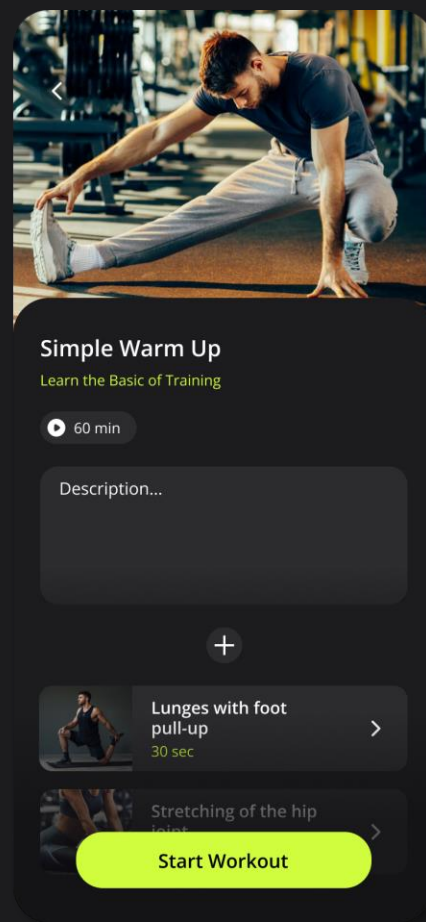 Simple Warm Up
Learn the Basic of Training
60 min
Description...
Lunges with foot
pull-up
30 sec
Stretching of the hip
joint
Start Workout